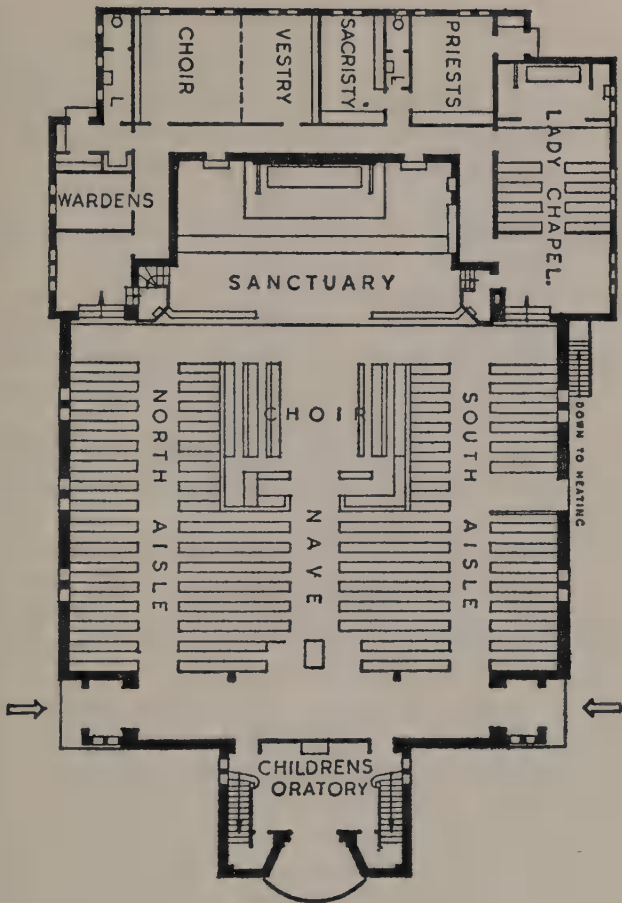 CHOIR
VESTRY
SACRISTY
L
PRIESTS
L
WARDENS
LADY CHAPEL.
SANCTUARY
CHOIR
NORTH AISLE
NAVE
SOUTH AISLE
DOWN TO HEATING
CHILDRENS
ORATORY